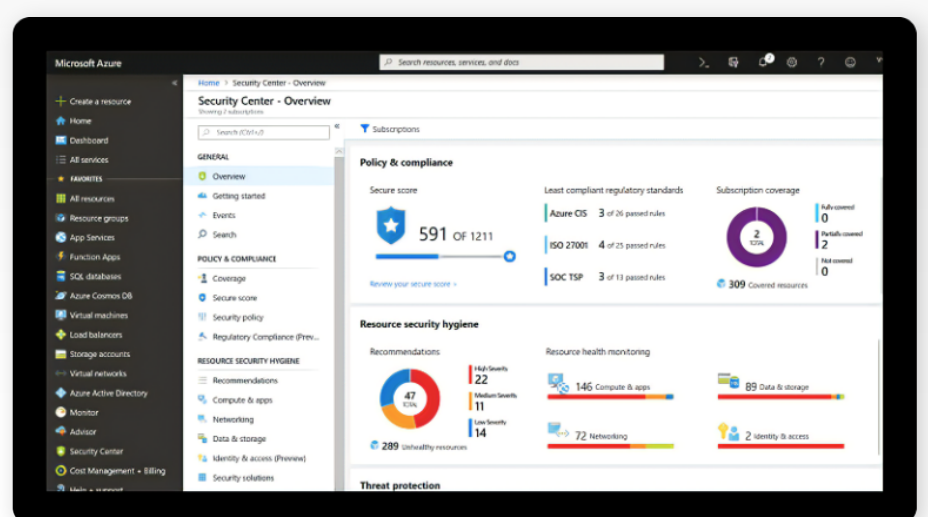 Microsoft Azure
Search resources, services, and docs
Home > Security Center - Overview
Security Center - Overview
Showing 2 subscriptions
Create a resource
Home
Dashboard
All services
FAVORITES
All resources
Resource groups
App Services
Function Apps
SQL databases
Azure Cosmos DB
Virtual machines
Load balancers
Storage accounts
Virtual networks
Azure Active Directory
Monitor
Advisor
Security Center
Cost Management + Billing
Help + support
Search (Ctrl+/)
GENERAL
Overview
Getting started
Events
Search
POLICY & COMPLIANCE
Coverage
Secure score
Security policy
Regulatory Compliance (Prev...
RESOURCE SECURITY HYGIENE
Recommendations
Compute & apps
Networking
Data & storage
Identity & access (Preview)
Security solutions
Subscriptions
Policy & compliance
Secure score
591 OF 1211
Review your secure score >
Least compliant regulatory standards
Azure CIS 3 of 26 passed rules
ISO 27001 4 of 25 passed rules
SOC TSP 3 of 13 passed rules
Subscription coverage
2
TOTAL
Fully covered
0
Partially covered
2
Not covered
0
309 Covered resources
Resource security hygiene
Recommendations
47
TOTAL
High Severity
22
Medium Severity
11
Low Severity
14
289 Unhealthy resources
Resource health monitoring
146 Compute & apps
89 Data & storage
72 Networking
2 Identity & access
Threat protection